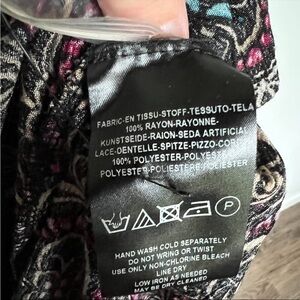 FABRIC-EN TISSU-STOFF-TESSUTO-TELA
100% RAYON-RAYONNE-
KUNSTSEIDE-RAION-SEDA ARTIFICIAL
LACE-DENTELLE-SPITZE-PIZZO-CORD
100% POLYESTER-POLYESTER
POLYESTER-POLIESTERE-POLIESTER
P
HAND WASH COLD SEPARATELY
DO NOT WRING OR TWIST
USE ONLY NON-CHLORINE BLEACH
LINE DRY
LOW IRON AS NEEDED
MAY BE DRY CLEANED